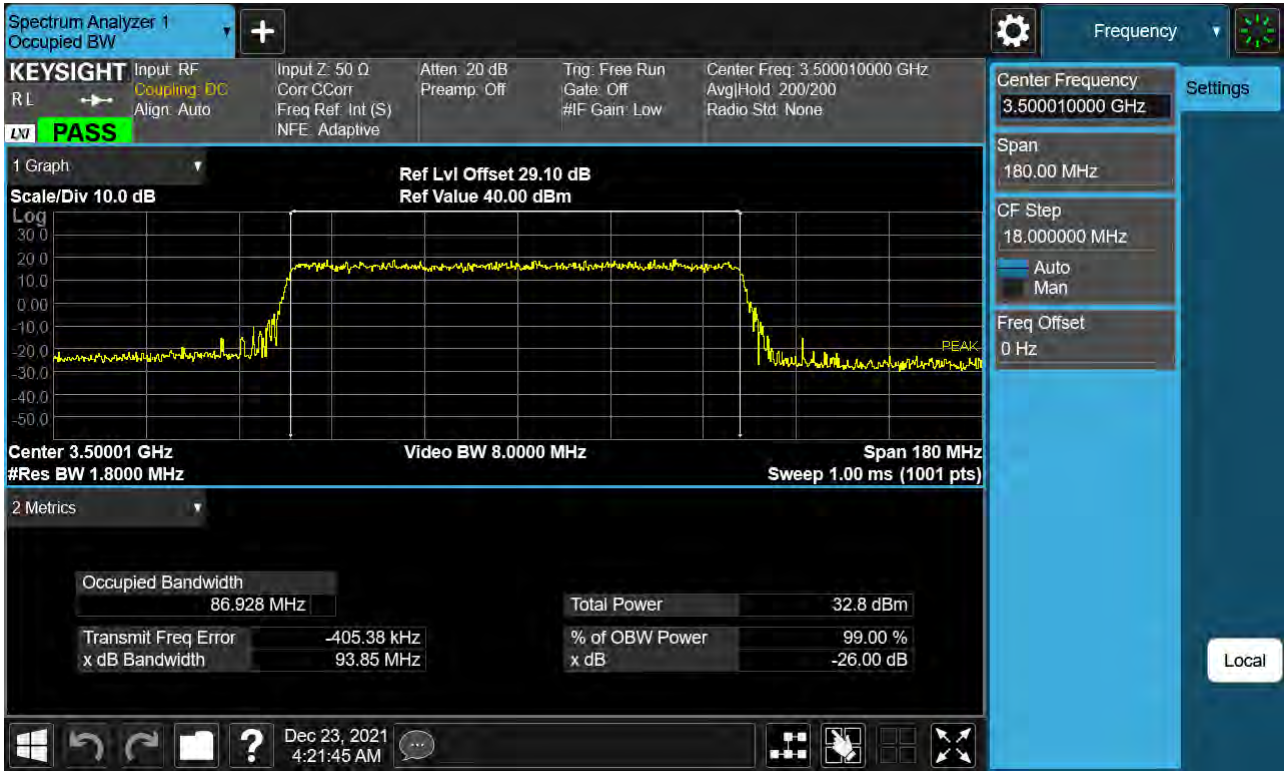 Spectrum Analyzer 1
Occupied BW
Frequency
KEYSIGHT
RL
LXI PASS
Input: RF
Coupling: DC
Align: Auto
Input Z: 50 Ω
Corr CCorr
Freq Ref: Int (S)
NFE: Adaptive
Atten: 20 dB
Preamp: Off
Trig: Free Run
Gate: Off
#IF Gain: Low
Center Freq: 3.500010000 GHz
Avg|Hold: 200/200
Radio Std: None
Center Frequency
3.500010000 GHz
Settings
Span
180.00 MHz
CF Step
18.000000 MHz
Auto
Man
Freq Offset
0 Hz
1 Graph
Scale/Div 10.0 dB
Ref Lvl Offset 29.10 dB
Ref Value 40.00 dBm
Log
30.0
20.0
10.0
0.00
-10.0
-20.0
-30.0
-40.0
-50.0
PEAK
Center 3.50001 GHz
Video BW 8.0000 MHz
Span 180 MHz
#Res BW 1.8000 MHz
Sweep 1.00 ms (1001 pts)
2 Metrics
Occupied Bandwidth
86.928 MHz
Total Power 32.8 dBm
Transmit Freq Error -405.38 kHz
% of OBW Power 99.00 %
x dB Bandwidth 93.85 MHz
x dB -26.00 dB
Local
Dec 23, 2021
4:21:45 AM